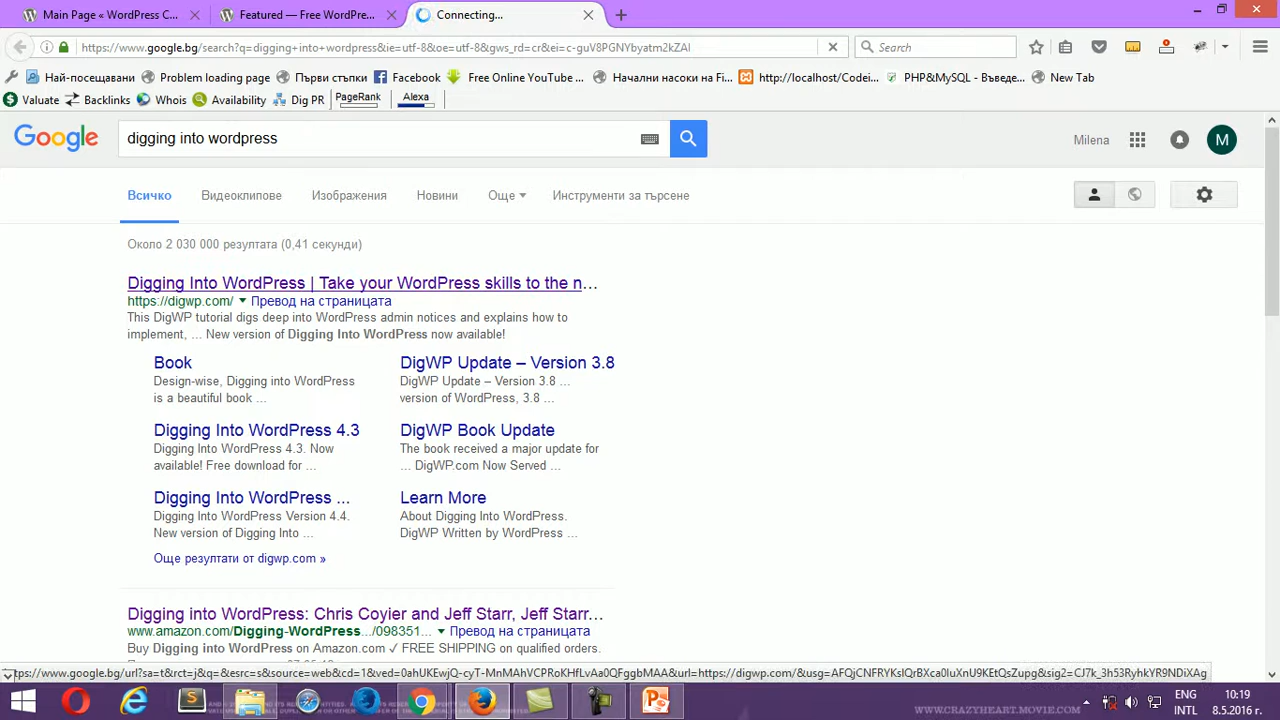 Main Page « WordPress C...
Featured — Free WordPre...
Connecting...
https://www.google.bg/search?q=digging+into+wordpress&ie=utf-8&oe=utf-8&gws_rd=cr&ei=c-guV8PGNYbyatm2kZAI
Search
Най-посещавани
Problem loading page
Първи стъпки
Facebook
Free Online YouTube ...
Начални насоки на Fi...
http://localhost/Codei...
PHP&MySQL - Въведе...
New Tab
Valuate
Backlinks
Whois
Availability
Dig PR
PageRank
Alexa
Google
digging into wordpress
Milena
M
Всичко
Видеоклипове
Изображения
Новини
Още
Инструменти за търсене
Около 2 030 000 резултата (0,41 секунди)
Digging Into WordPress | Take your WordPress skills to the n...
https://digwp.com/
Превод на страницата
This DigWP tutorial digs deep into WordPress admin notices and explains how to
implement, ... New version of Digging Into WordPress now available!
Book
Design-wise, Digging into WordPress
is a beautiful book ...
DigWP Update – Version 3.8
DigWP Update – Version 3.8 ...
version of WordPress, 3.8 ...
Digging Into WordPress 4.3
Digging Into WordPress 4.3. Now
available! Free download for ...
DigWP Book Update
The book received a major update for
... DigWP.com Now Served ...
Digging Into WordPress ...
Digging Into WordPress Version 4.4.
New version of Digging Into ...
Learn More
About Digging Into WordPress.
DigWP Written by WordPress ...
Още резултати от digwp.com »
Digging into WordPress: Chris Coyier and Jeff Starr, Jeff Starr...
www.amazon.com/Digging-WordPress.../098351...
Превод на страницата
Buy Digging into WordPress on Amazon.com ✓ FREE SHIPPING on qualified orders.
ENG
INTL
10:19
8.5.2016 г.
WWW.CRAZYHEART.MOVIE.COM